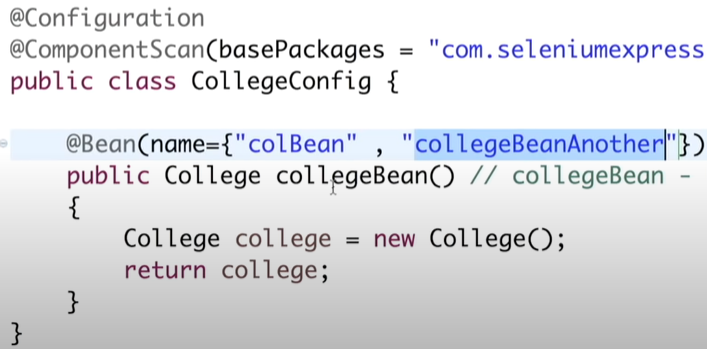 @Configuration
@ComponentScan(basePackages = "com.seleniumexpress
public class CollegeConfig {
@Bean(name={"colBean" , "collegeBeanAnother"})
public College collegeBean() // collegeBean -
{
College college = new College();
return college;
}
}